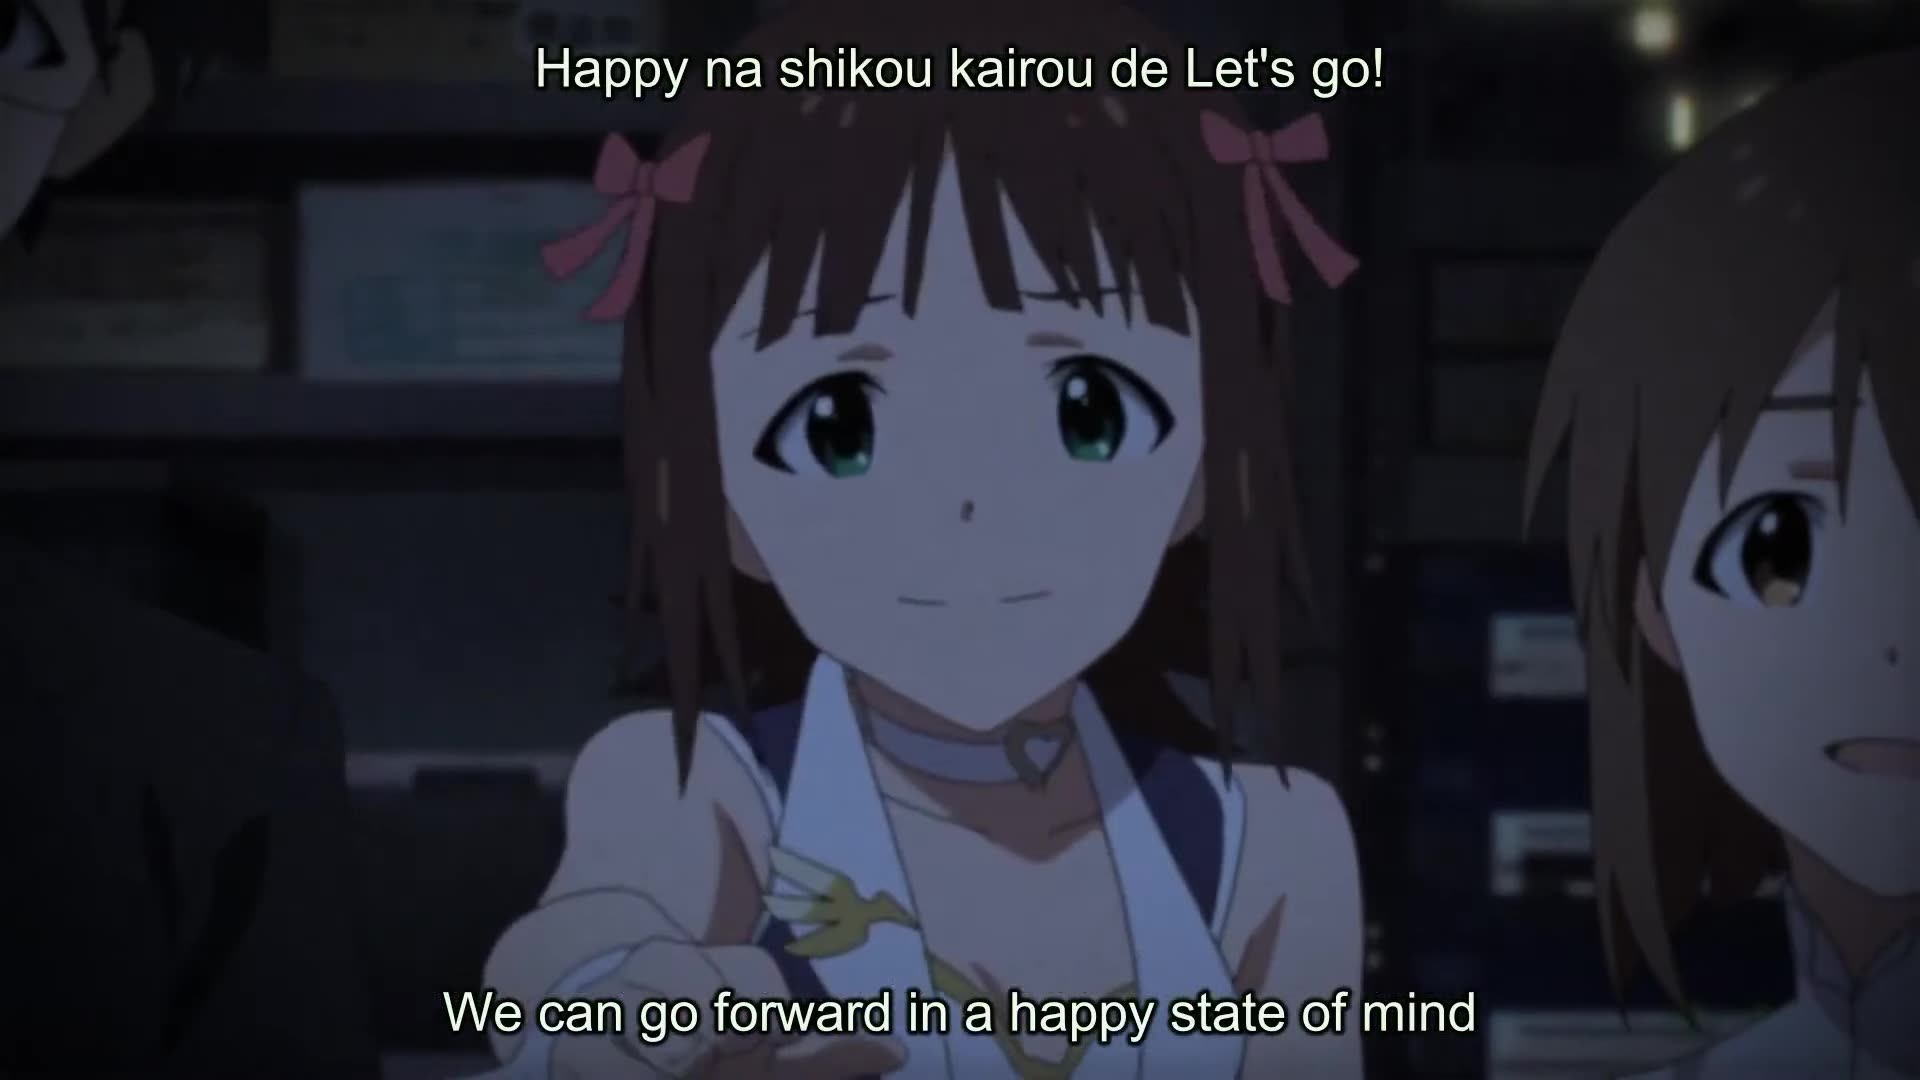 Happy na shikou kairou de Let's go!
We can go forward in a happy state of mind